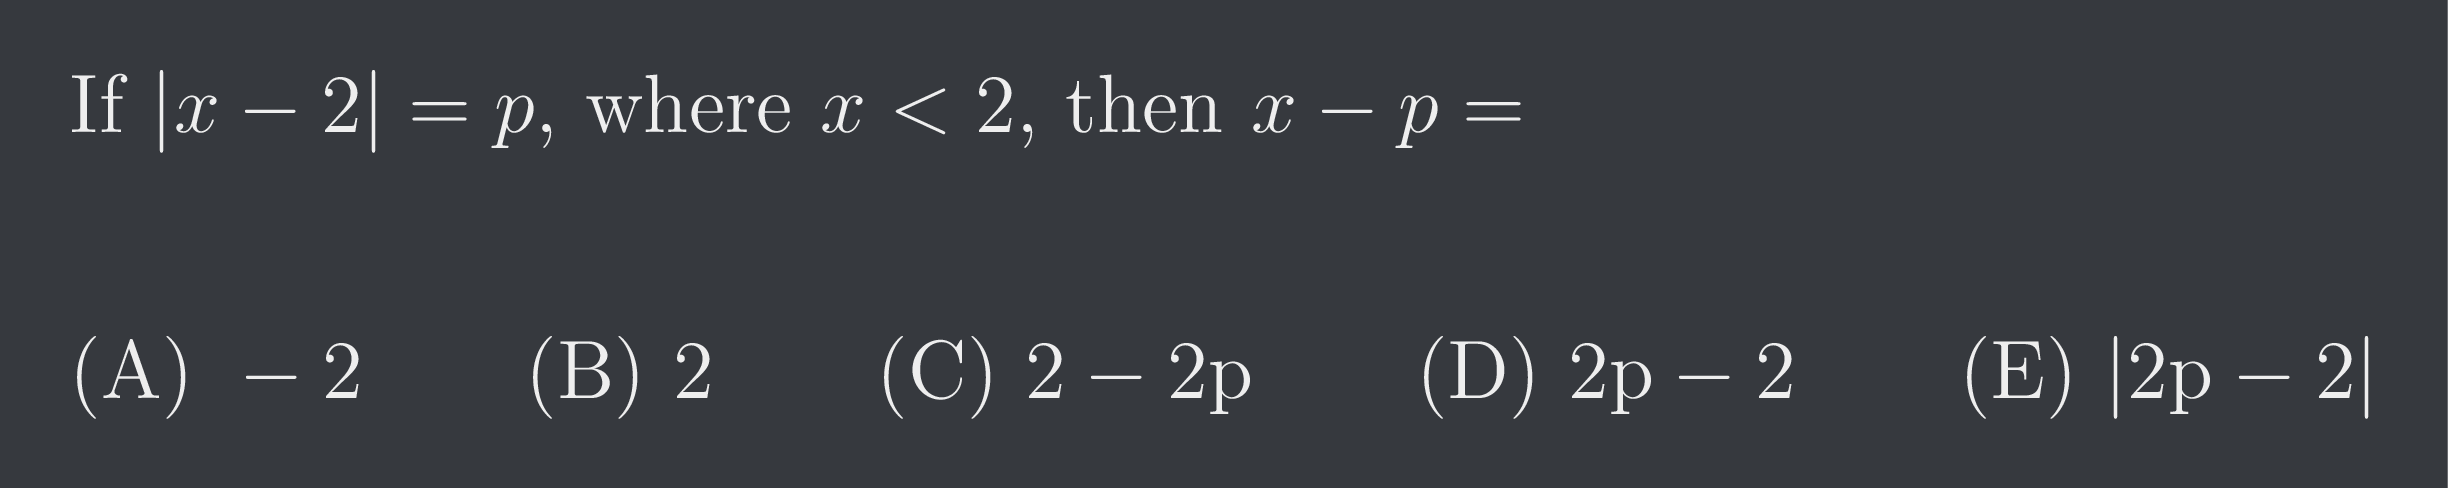 If |x − 2| = p, where x < 2, then x − p =
(A) − 2 (B) 2 (C) 2 − 2p (D) 2p − 2 (E) |2p − 2|